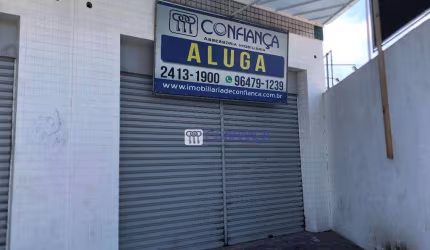 CONFIANÇA
ASSESSORIA IMOBILIÁRIA
ALUGA
2413-1900 96479-1239
www.imobiliariadeconfianca.com.br
CONFIANÇA